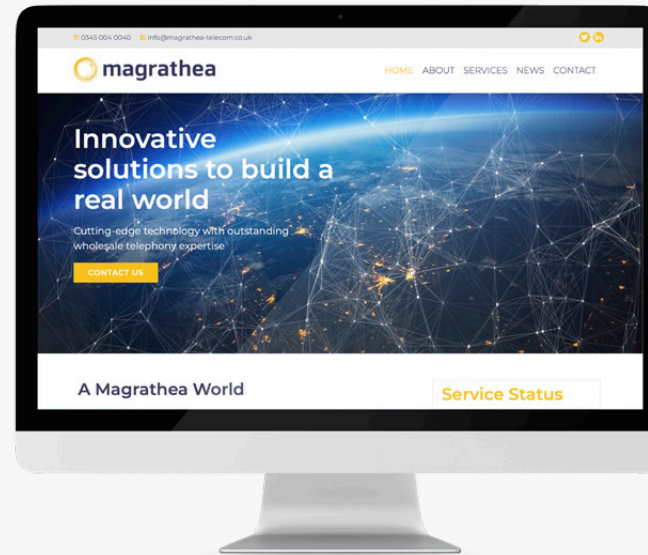 T: 0345 004 0040 E: info@magrathea-telecom.co.uk
magrathea
HOME ABOUT SERVICES NEWS CONTACT
Innovative
solutions to build a
real world
Cutting-edge technology with outstanding
wholesale telephony expertise
CONTACT US
A Magrathea World
Service Status